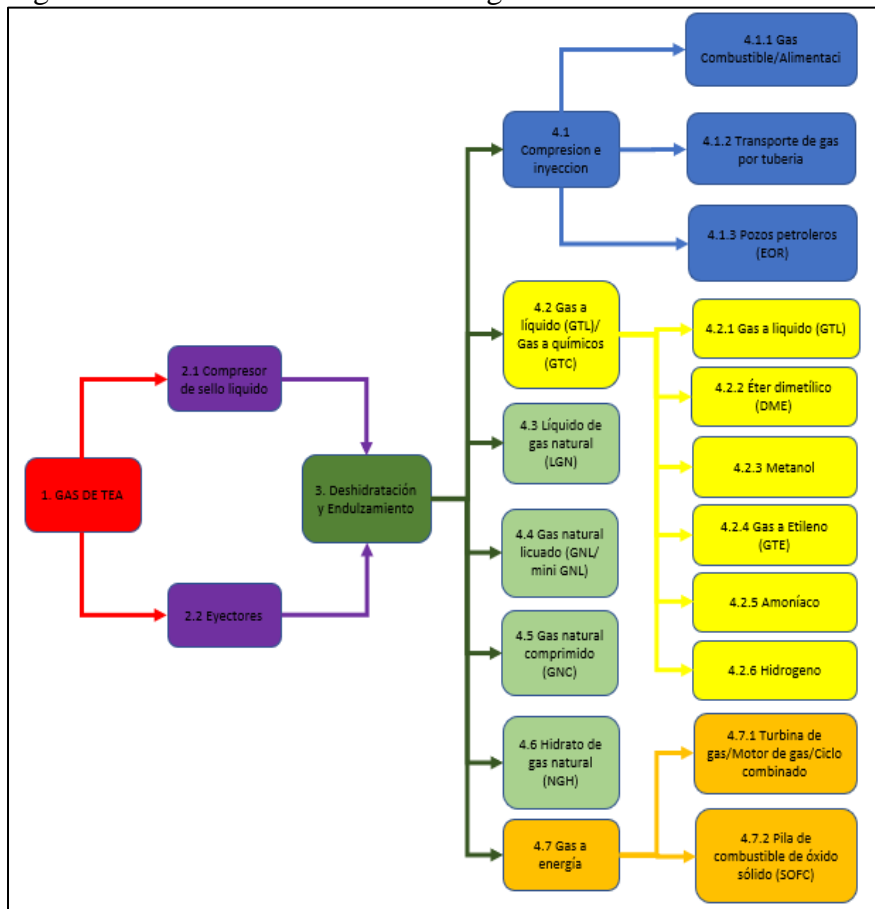 1. GAS DE TEA
2.1 Compresor
de sello liquido
2.2 Eyectores
3. Deshidratación
y Endulzamiento
4.1
Compresion e
inyeccion
4.1.1 Gas
Combustible/Alimentaci
4.1.2 Transporte de gas
por tuberia
4.1.3 Pozos petroleros
(EOR)
4.2 Gas a
líquido (GTL)/
Gas a químicos
(GTC)
4.2.1 Gas a liquido (GTL)
4.2.2 Éter dimetílico
(DME)
4.2.3 Metanol
4.2.4 Gas a Etileno
(GTE)
4.2.5 Amoníaco
4.2.6 Hidrogeno
4.3 Líquido de
gas natural
(LGN)
4.4 Gas natural
licuado (GNL/
mini GNL)
4.5 Gas natural
comprimido
(GNC)
4.6 Hidrato de
gas natural
(NGH)
4.7 Gas a
energía
4.7.1 Turbina de
gas/Motor de gas/Ciclo
combinado
4.7.2 Pila de
combustible de óxido
sólido (SOFC)